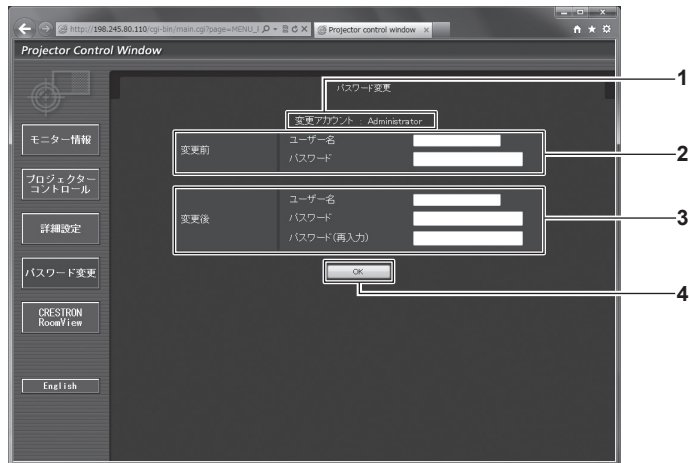 http://198.245.80.110/cgi-bin/main.cgi?page=MENU_I
Projector control window
Projector Control Window
パスワード変更
1
変更アカウント : Administrator
モニター情報
変更前
ユーザー名
パスワード
2
プロジェクター
コントロール
変更後
ユーザー名
パスワード
パスワード(再入力)
3
詳細設定
パスワード変更
OK
4
CRESTRON
RoomView
English